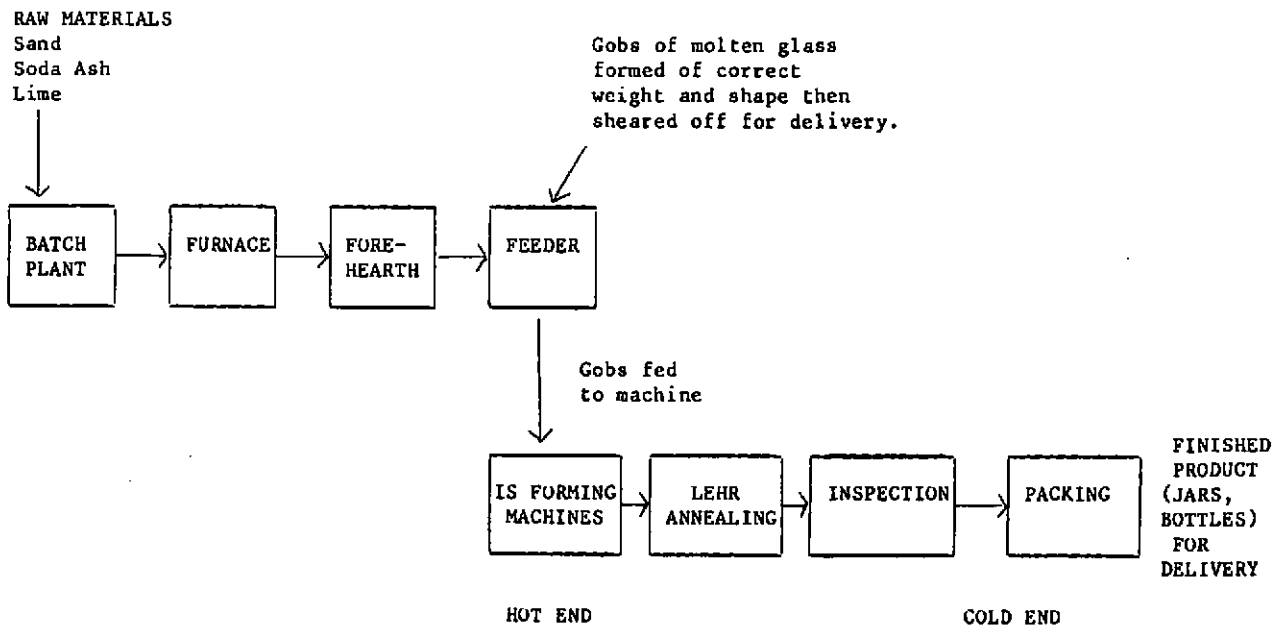 RAW MATERIALS
Sand
Soda Ash
Lime
Gobs of molten glass
formed of correct
weight and shape then
sheared off for delivery.
BATCH
PLANT
FURNACE
FORE-
HEARTH
FEEDER
Gobs fed
to machine
IS FORMING
MACHINES
LEHR
ANNEALING
INSPECTION
PACKING
FINISHED
PRODUCT
(JARS,
BOTTLES)
FOR
DELIVERY
HOT END
COLD END